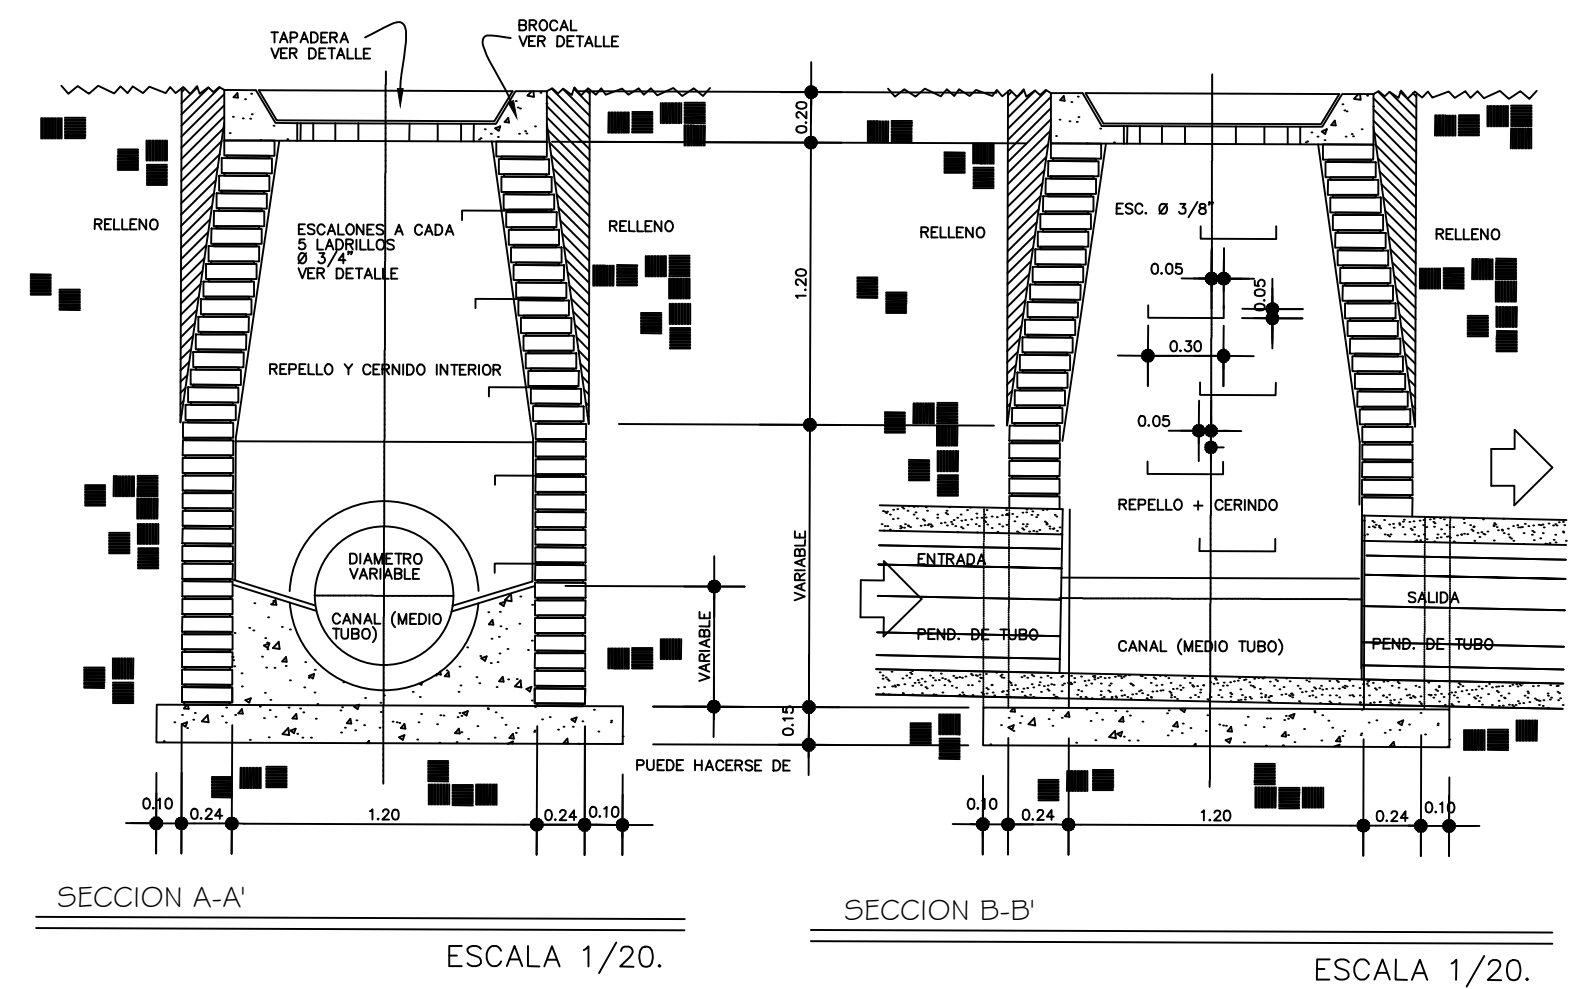 TAPADERA
VER DETALLE
BROCAL
VER DETALLE
RELLENO
ESCALONES A CADA
5 LADRILLOS
Ø 3/4"
VER DETALLE
RELLENO
REPELLO Y CERNIDO INTERIOR
DIAMETRO
VARIABLE
CANAL (MEDIO
TUBO)
0.20
1.20
VARIABLE
VARIABLE
0.15
PUEDE HACERSE DE
0.10
0.24
1.20
0.24
0.10
SECCION A-A'
ESCALA 1/20.
RELLENO
ESC. Ø 3/8"
RELLENO
0.05
0.05
0.30
0.05
REPELLO + CERINDO
ENTRADA
PEND. DE TUBO
CANAL (MEDIO TUBO)
SALIDA
PEND. DE TUBO
0.10
0.24
1.20
0.24
0.10
SECCION B-B'
ESCALA 1/20.